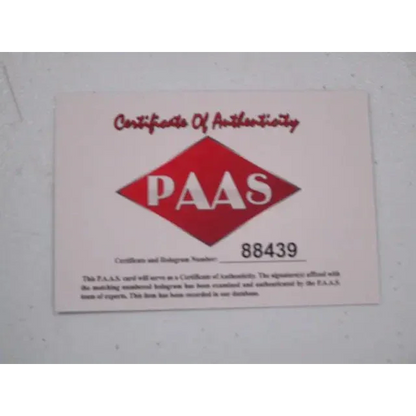 Certificate Of Authenticity
PAAS
Certificate and Hologram Number: 88439
This P.A.A.S. card will serve as a Certificate of Authenticity. The signature(s) affixed with
the matching numbered hologram has been examined and authenticated by the P.A.A.S.
team of experts. This item has been recorded in our database.